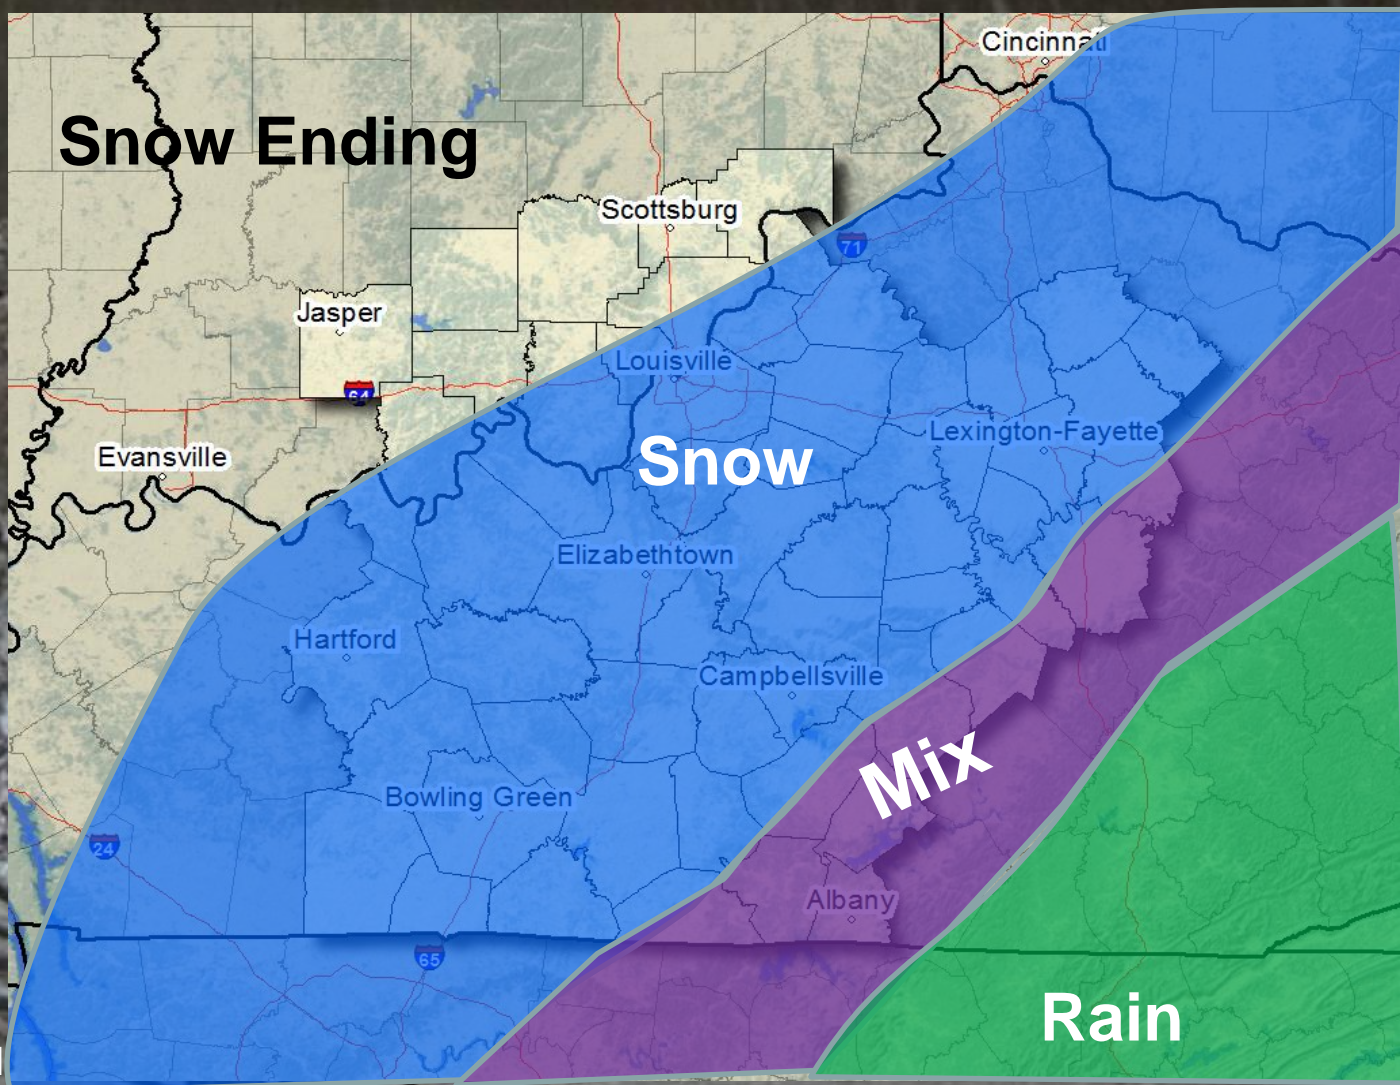 Cincinnati
Snow Ending
Scottsburg
71
Jasper
Louisville
64
Lexington-Fayette
Evansville
Snow
Elizabethtown
Hartford
Campbellsville
Mix
Bowling Green
24
Albany
65
Rain